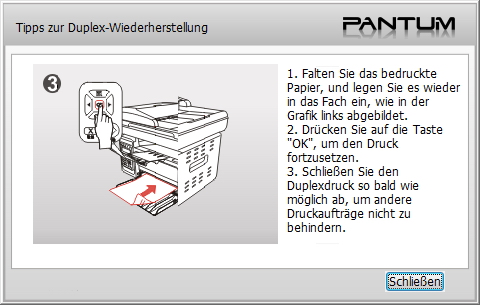 Tipps zur Duplex-Wiederherstellung
PANTUM
3
OK
1. Falten Sie das bedruckte
Papier, und legen Sie es wieder
in das Fach ein, wie in der
Grafik links abgebildet.
2. Drücken Sie auf die Taste
"OK", um den Druck
fortzusetzen.
3. Schließen Sie den
Duplexdruck so bald wie
möglich ab, um andere
Druckaufträge nicht zu
behindern.
Schließen